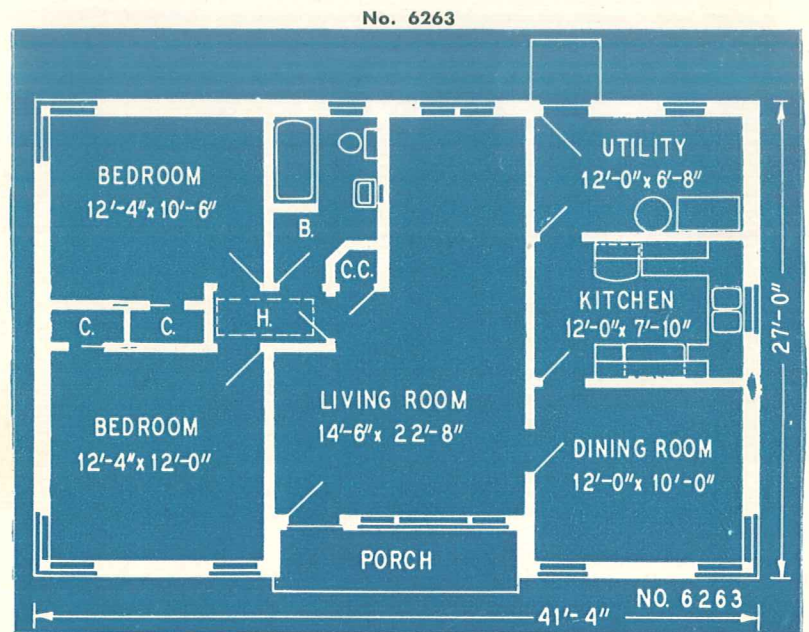 No. 6263
BEDROOM
12'-4" x 10'-6"
B.
C.C.
UTILITY
12'-0" x 6'-8"
C.
C.
H.
KITCHEN
12'-0" x 7'-10"
27'-0"
BEDROOM
12'-4" x 12'-0"
LIVING ROOM
14'-6" x 22'-8"
DINING ROOM
12'-0" x 10'-0"
PORCH
NO. 6263
41'-4"